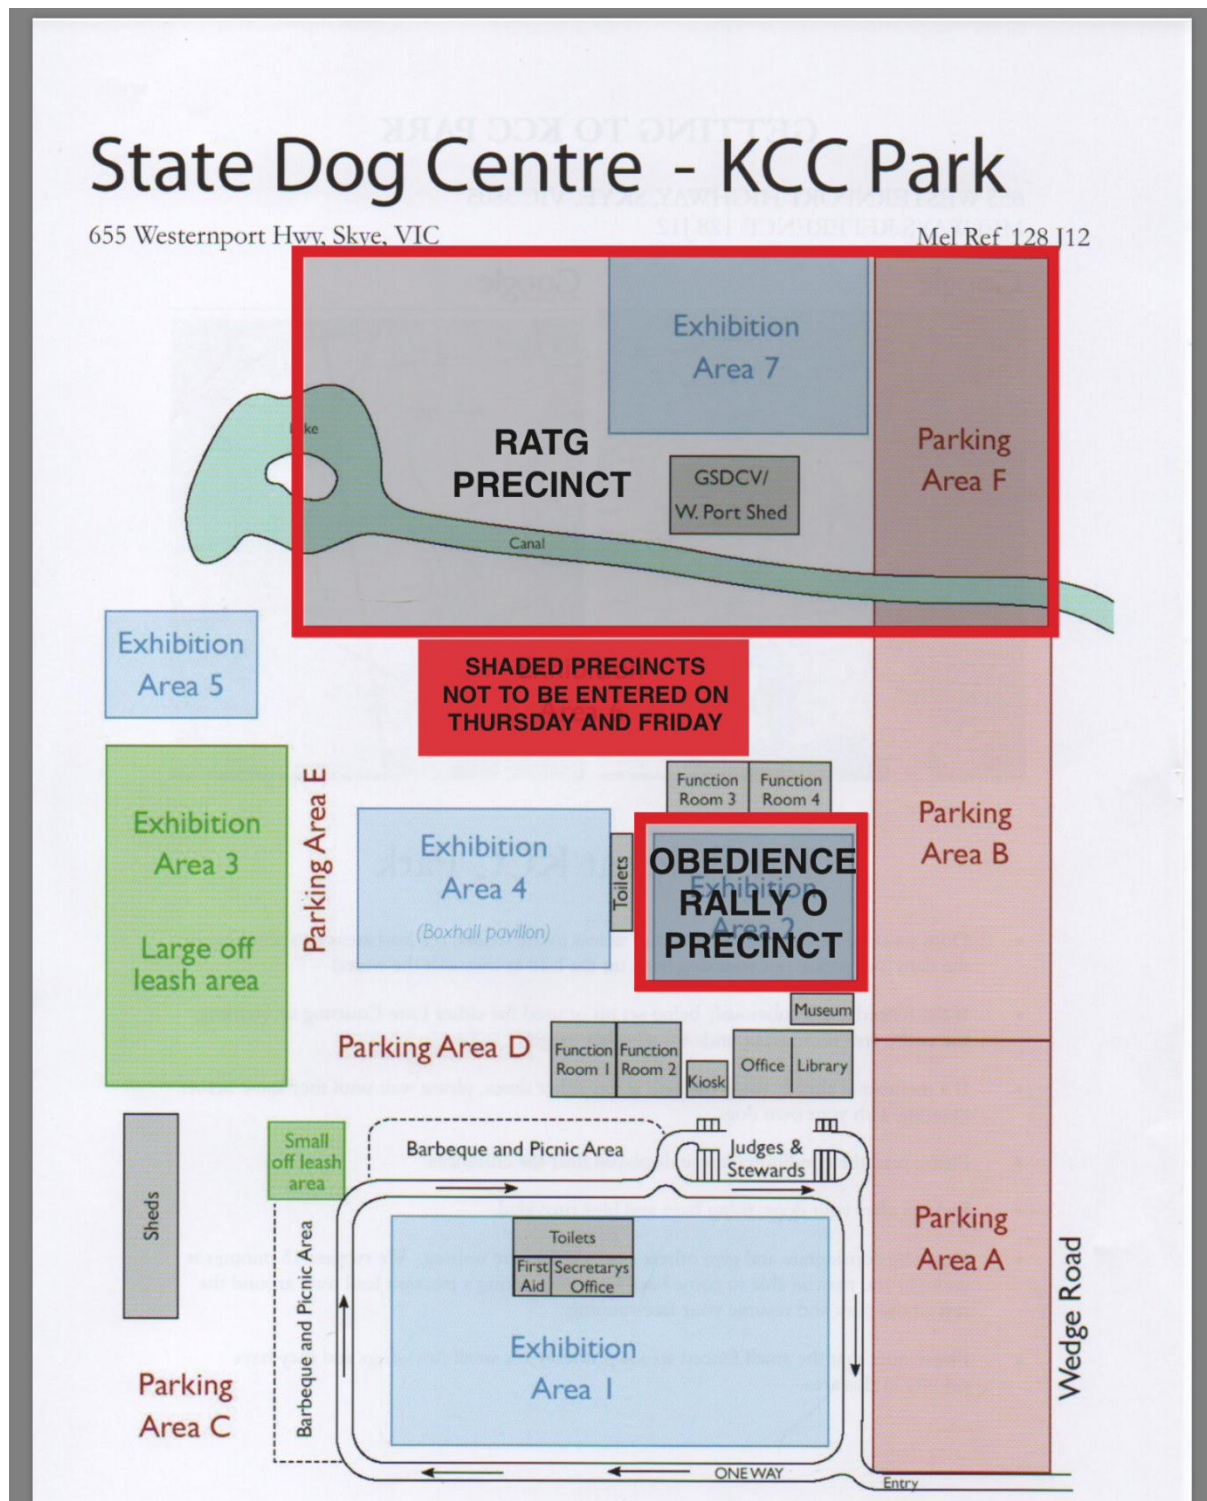 State Dog Centre - KCC Park
655 Westernport Hwy, Skye, VIC
Mel Ref 128 J12
Exhibition
Area 7
Parking
Area F
RATG
PRECINCT
GSDCV/
W. Port Shed
Canal
Exhibition
Area 5
SHADED PRECINCTS
NOT TO BE ENTERED ON
THURSDAY AND FRIDAY
Function
Room 3
Function
Room 4
Parking
Area B
Exhibition
Area 3
Large off
leash area
Parking Area E
Exhibition
Area 4
(Boxhall pavillon)
Toilets
OBEDIENCE
RALLY O
PRECINCT
Exhibition
Area 2
Museum
Parking Area D
Function
Room 1
Function
Room 2
Kiosk
Office
Library
Small
off leash
area
Barbeque and Picnic Area
Judges &
Stewards
Sheds
Barbeque and Picnic Area
Toilets
First
Aid
Secretarys
Office
Exhibition
Area 1
Parking
Area A
Wedge Road
Parking
Area C
ONE WAY
Entry